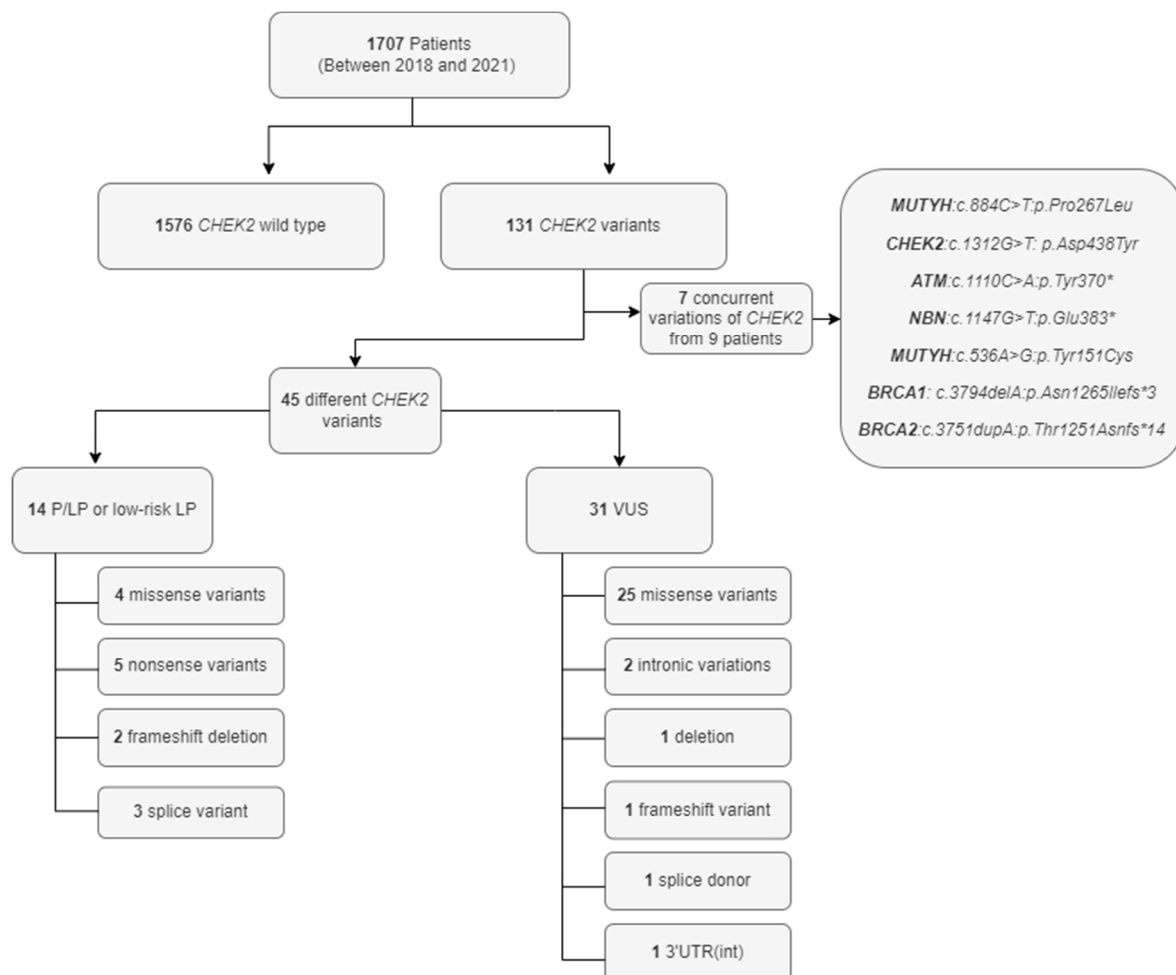 1707 Patients
(Between 2018 and 2021)
1576 CHEK2 wild type
131 CHEK2 variants
7 concurrent
variations of CHEK2
from 9 patients
MUTYH:c.884C>T:p.Pro267Leu
CHEK2:c.1312G>T: p.Asp438Tyr
ATM:c.1110C>A:p.Tyr370*
NBN:c.1147G>T:p.Glu383*
MUTYH:c.536A>G:p.Tyr151Cys
BRCA1: c.3794delA:p.Asn1265Ilefs*3
BRCA2:c.3751dupA:p.Thr1251Asnfs*14
45 different CHEK2
variants
14 P/LP or low-risk LP
31 VUS
4 missense variants
5 nonsense variants
2 frameshift deletion
3 splice variant
25 missense variants
2 intronic variations
1 deletion
1 frameshift variant
1 splice donor
1 3'UTR(int)